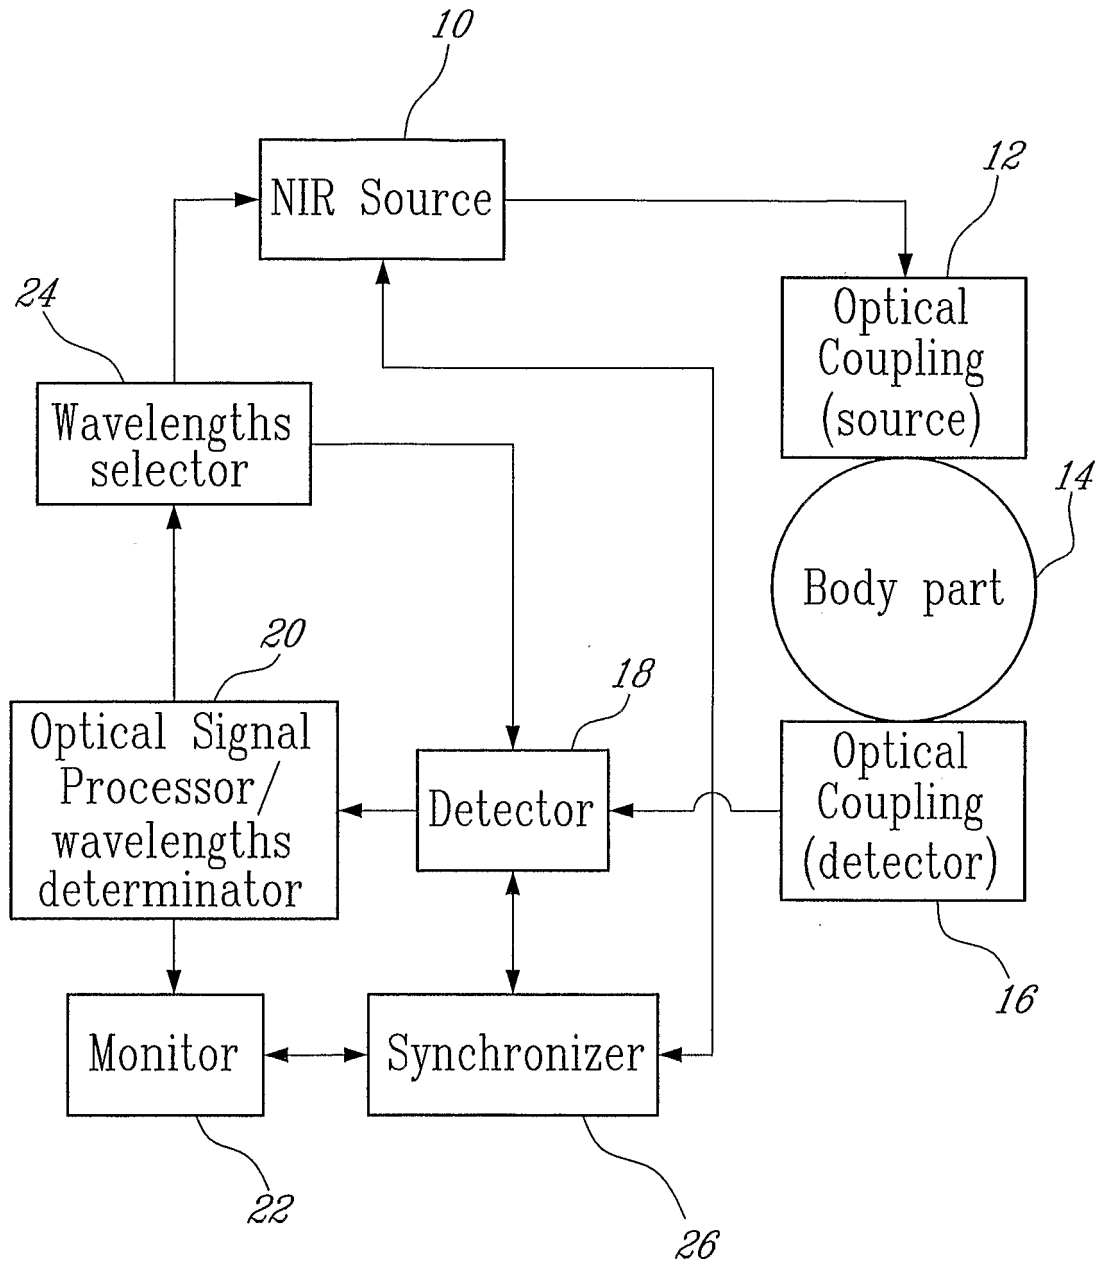 10
NIR Source
12
Optical
Coupling
(source)
24
Wavelengths
selector
14
Body part
20
Optical Signal
Processor /
wavelengths
determinator
18
Detector
Optical
Coupling
(detector)
16
Monitor
22
Synchronizer
26